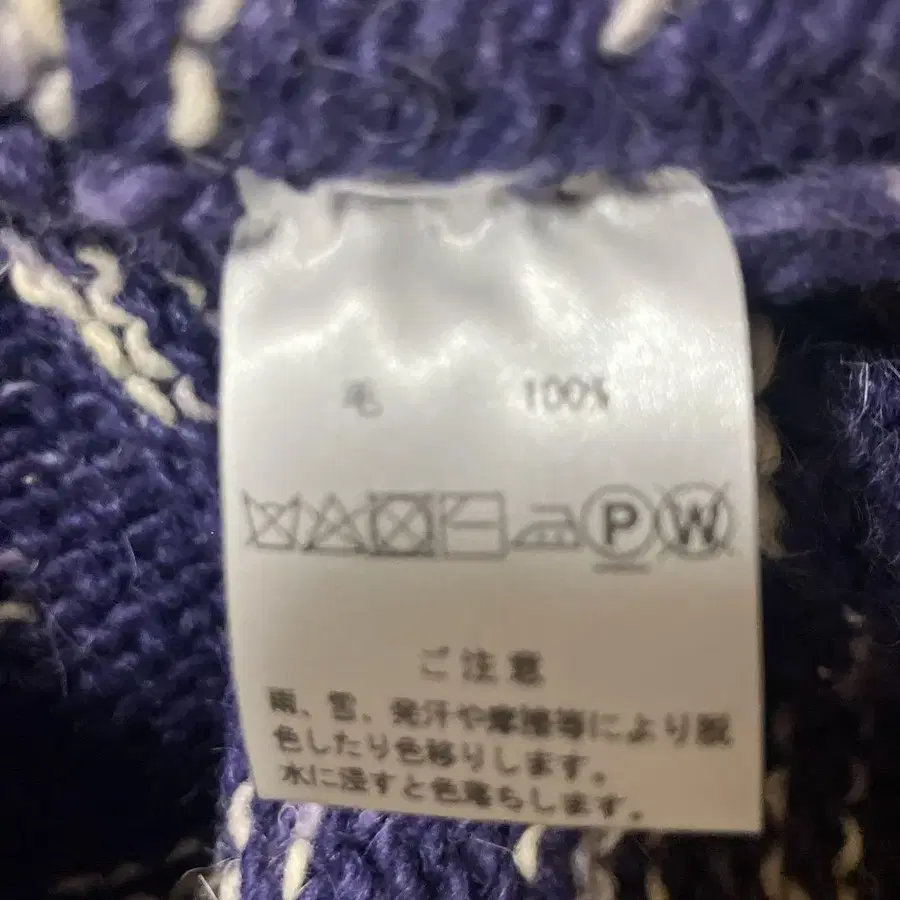 毛 100%
P W
ご注意
雨、雪、発汗や摩擦等により脱
色したり色移りします。
水に浸すと色落ちします。